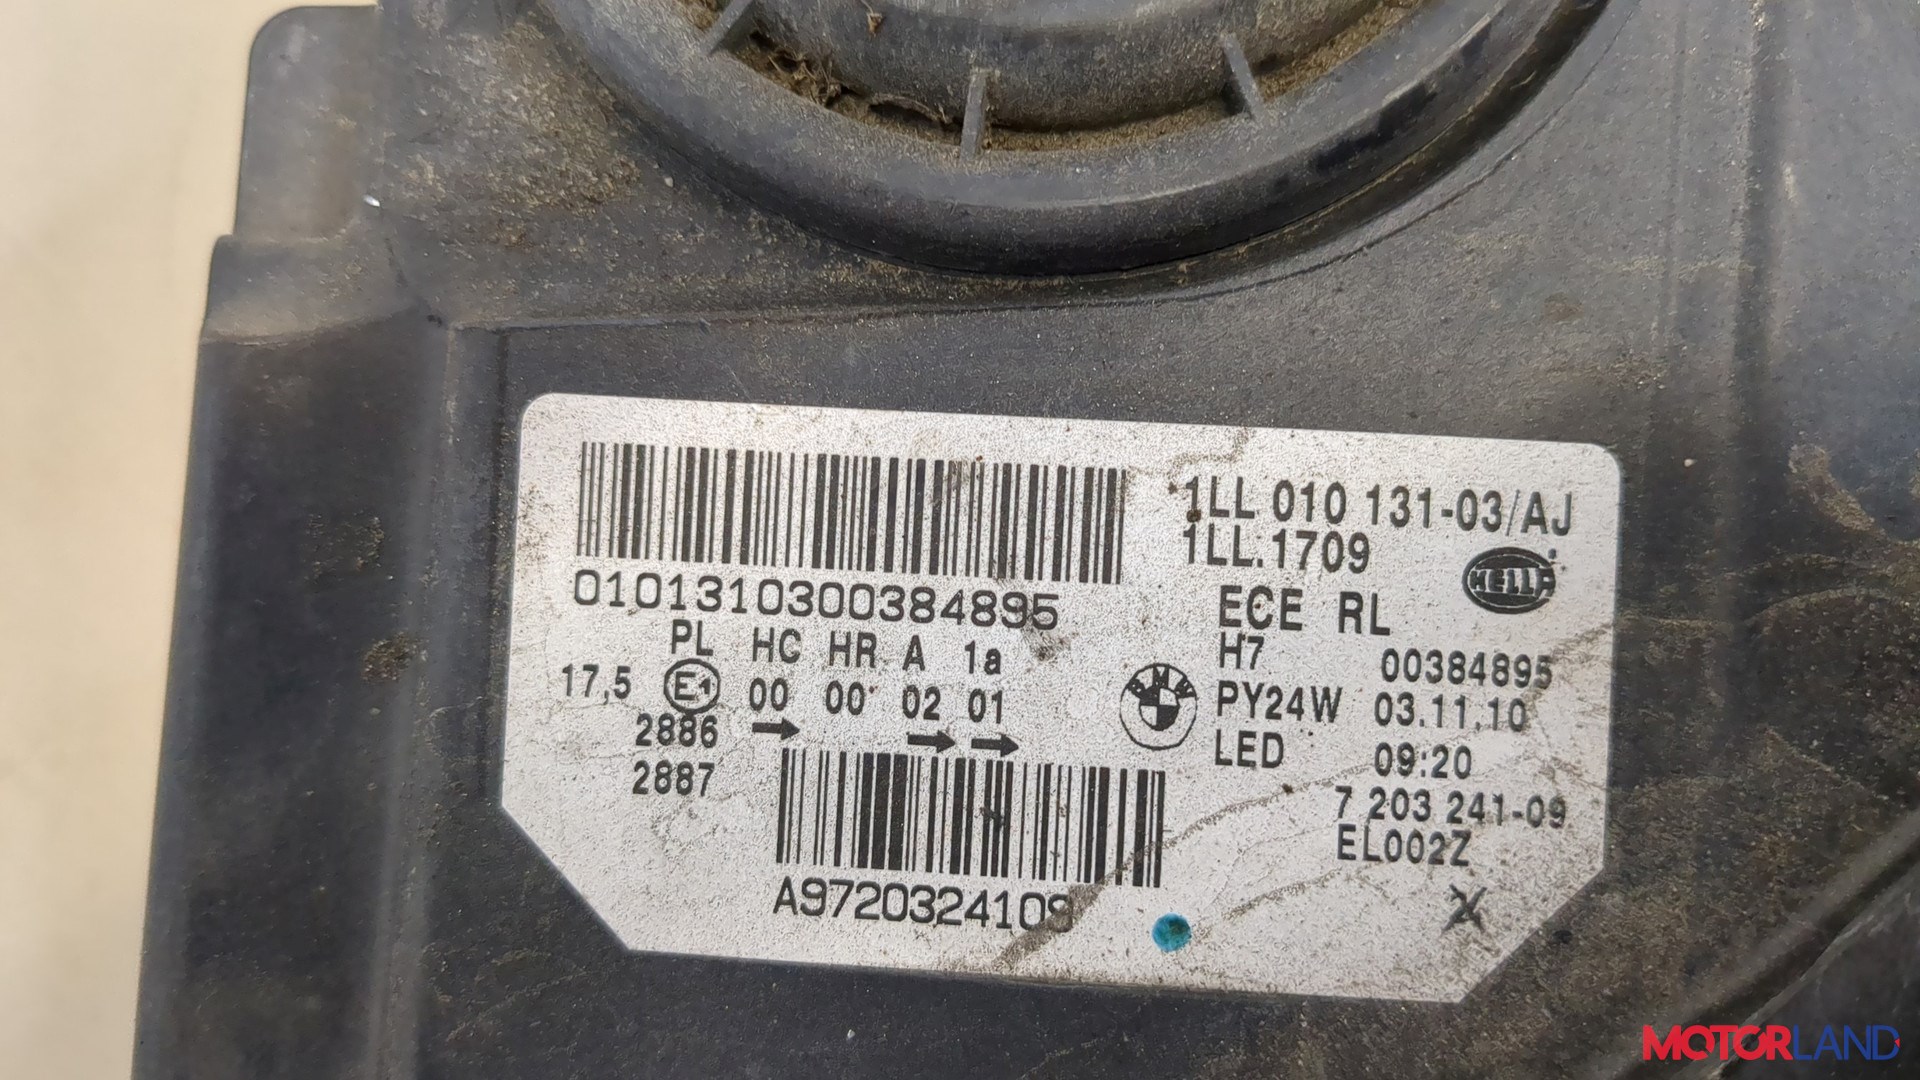 1LL 010 131-03/AJ
1LL.1709
HELLA
0101310300384895
ECE RL
PL HC HR A 1a
H7 00384895
17,5 E1 00 00 02 01
BMW
PY24W 03.11.10
2886
LED 09:20
2887
7 203 241-09
EL002Z
A9720324109
MOTORLAND